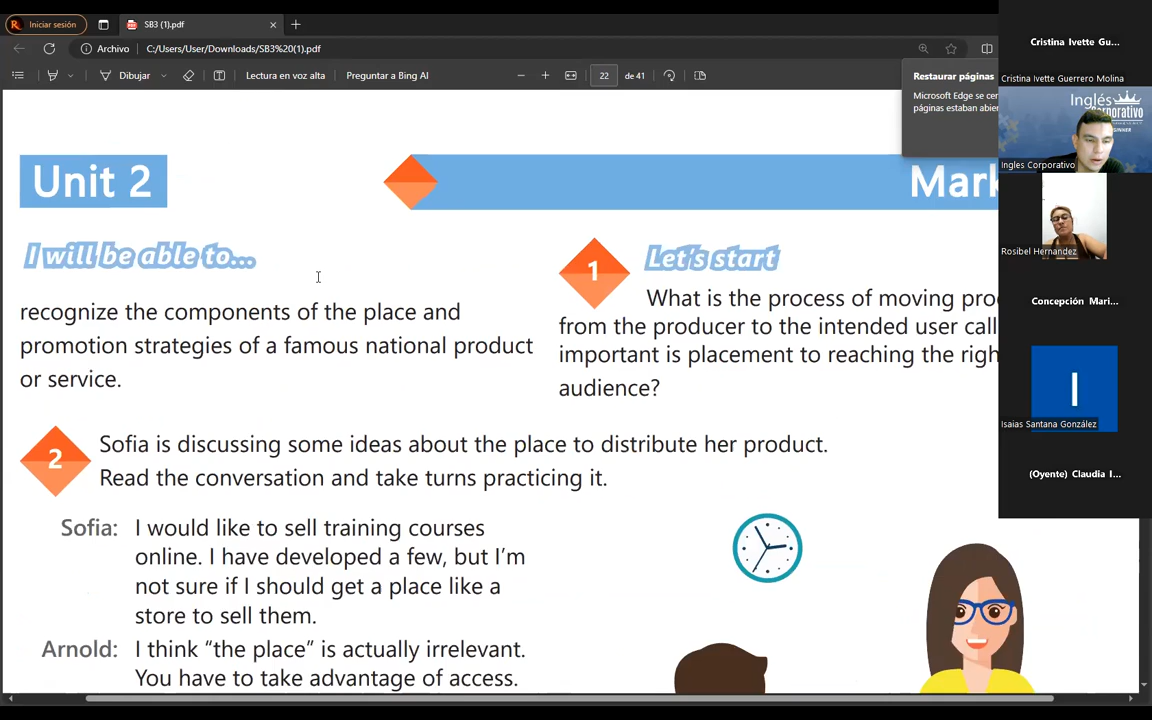 Iniciar sesión
SB3 (1).pdf
Archivo C:/Users/User/Downloads/SB3%20(1).pdf
Dibujar Lectura en voz alta Preguntar a Bing AI 22 de 41
Restaurar páginas
Microsoft Edge se cer
páginas estaban abier
Unit 2
Mark
I will be able to...
recognize the components of the place and
promotion strategies of a famous national product
or service.
1 Let's start
What is the process of moving pro
from the producer to the intended user call
important is placement to reaching the righ
audience?
2 Sofia is discussing some ideas about the place to distribute her product.
Read the conversation and take turns practicing it.
Sofia: I would like to sell training courses
online. I have developed a few, but I'm
not sure if I should get a place like a
store to sell them.
Arnold: I think “the place” is actually irrelevant.
You have to take advantage of access.
Cristina Ivette Gu...
Cristina Ivette Guerrero Molina
Inglés
Corporativo
Ingles Corporativo
Rosibel Hernandez
Concepción Mari...
I
Isaias Santana González
(Oyente) Claudia I...